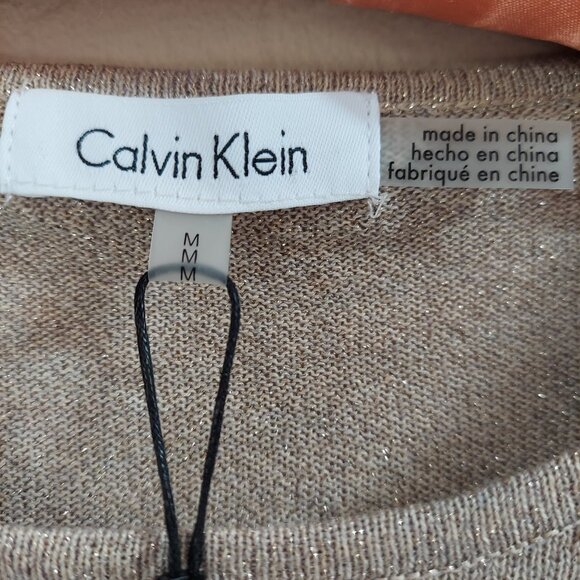 Calvin Klein
made in china
hecho en china
fabriqué en chine
M
M
M